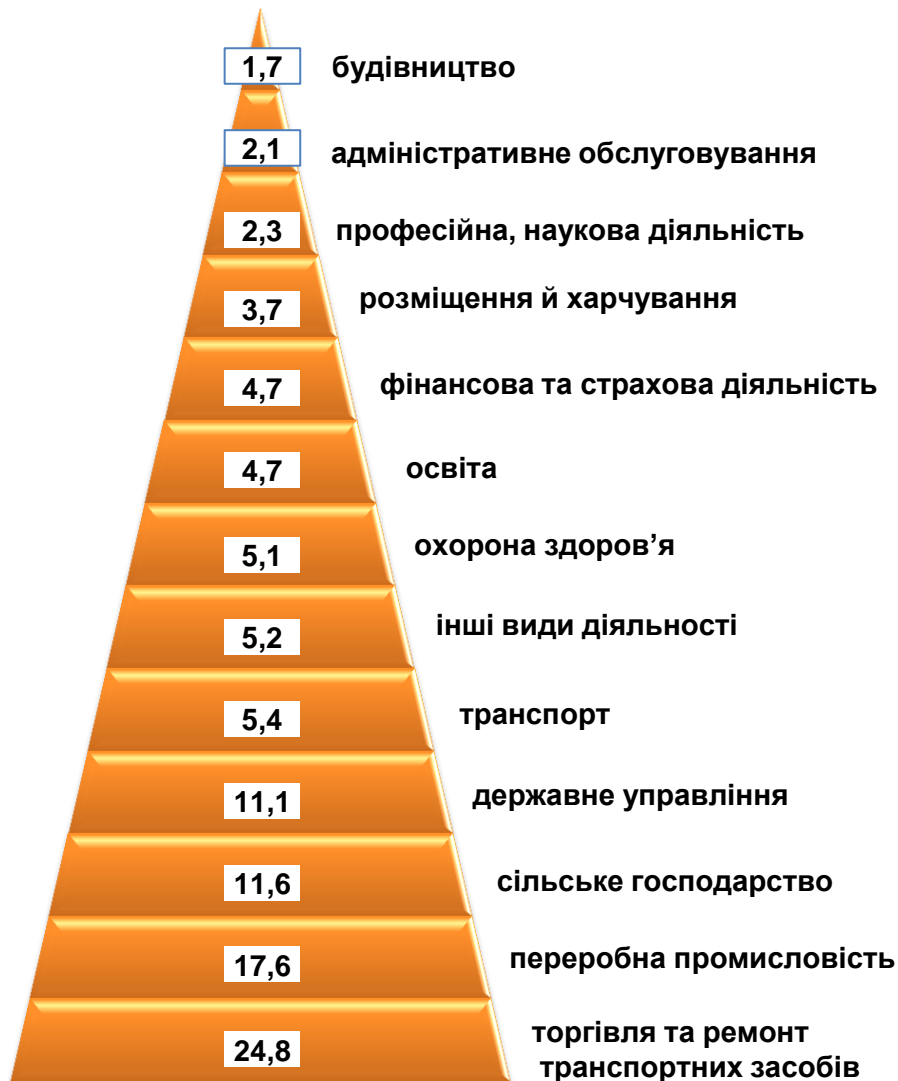 1,7 будівництво
2,1 адміністративне обслуговування
2,3 професійна, наукова діяльність
3,7 розміщення й харчування
4,7 фінансова та страхова діяльність
4,7 освіта
5,1 охорона здоров’я
5,2 інші види діяльності
5,4 транспорт
11,1 державне управління
11,6 сільське господарство
17,6 переробна промисловість
24,8 торгівля та ремонт
транспортних засобів